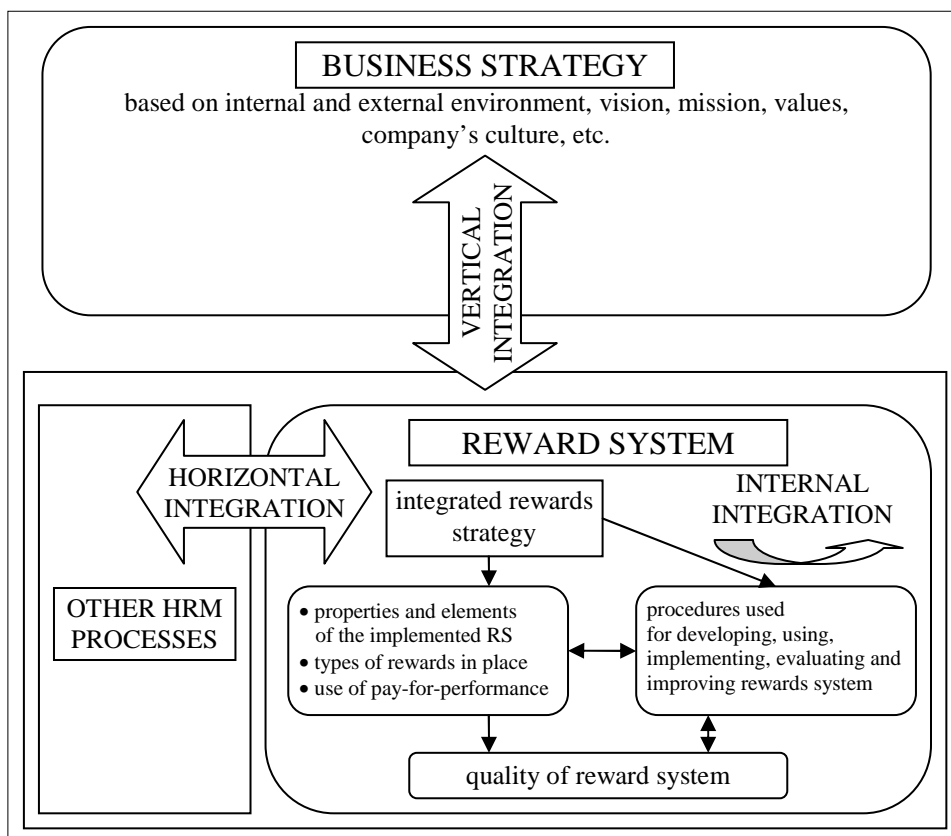 BUSINESS STRATEGY
based on internal and external environment, vision, mission, values,
company’s culture, etc.
VERTICAL
INTEGRATION
HORIZONTAL
INTEGRATION
OTHER HRM
PROCESSES
REWARD SYSTEM
integrated rewards
strategy
INTERNAL
INTEGRATION
• properties and elements
of the implemented RS
• types of rewards in place
• use of pay-for-performance
procedures used
for developing, using,
implementing, evaluating and
improving rewards system
quality of reward system